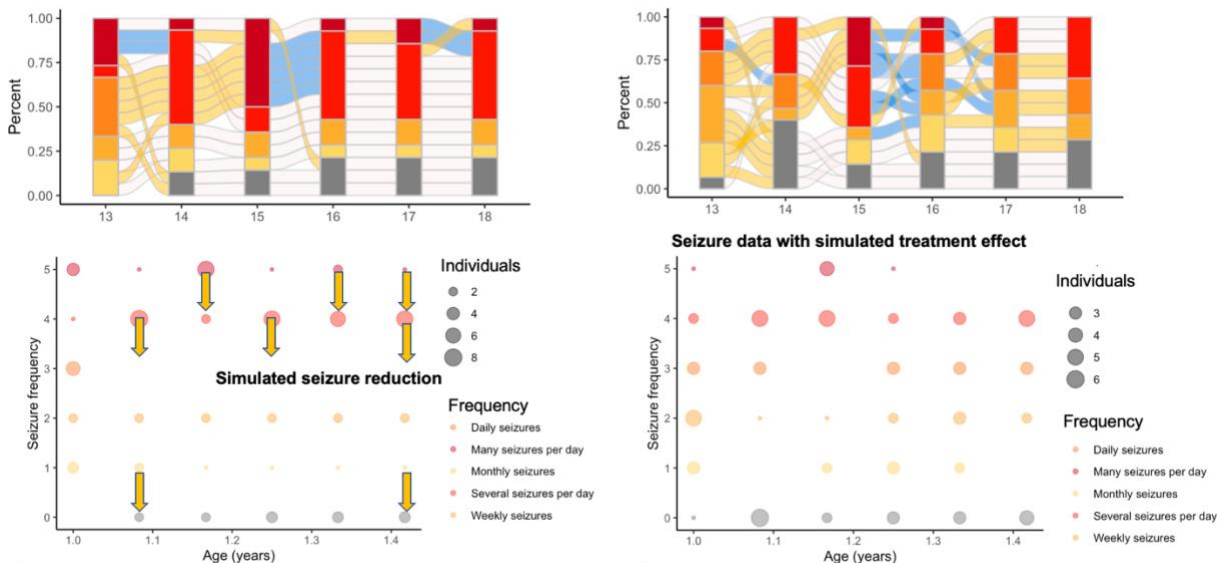 1.00
0.75
0.50
0.25
0.00
Percent
13 14 15 16 17 18
1.00
0.75
0.50
0.25
0.00
Percent
13 14 15 16 17 18
5
4
3
2
1
0
Seizure frequency
Simulated seizure reduction
1.0 1.1 1.2 1.3 1.4
Age (years)
Individuals
2
4
6
8
Frequency
Daily seizures
Many seizures per day
Monthly seizures
Several seizures per day
Weekly seizures
Seizure data with simulated treatment effect
5
4
3
2
1
0
Seizure frequency
1.0 1.1 1.2 1.3 1.4
Age (years)
Individuals
3
4
5
6
Frequency
Daily seizures
Many seizures per day
Monthly seizures
Several seizures per day
Weekly seizures